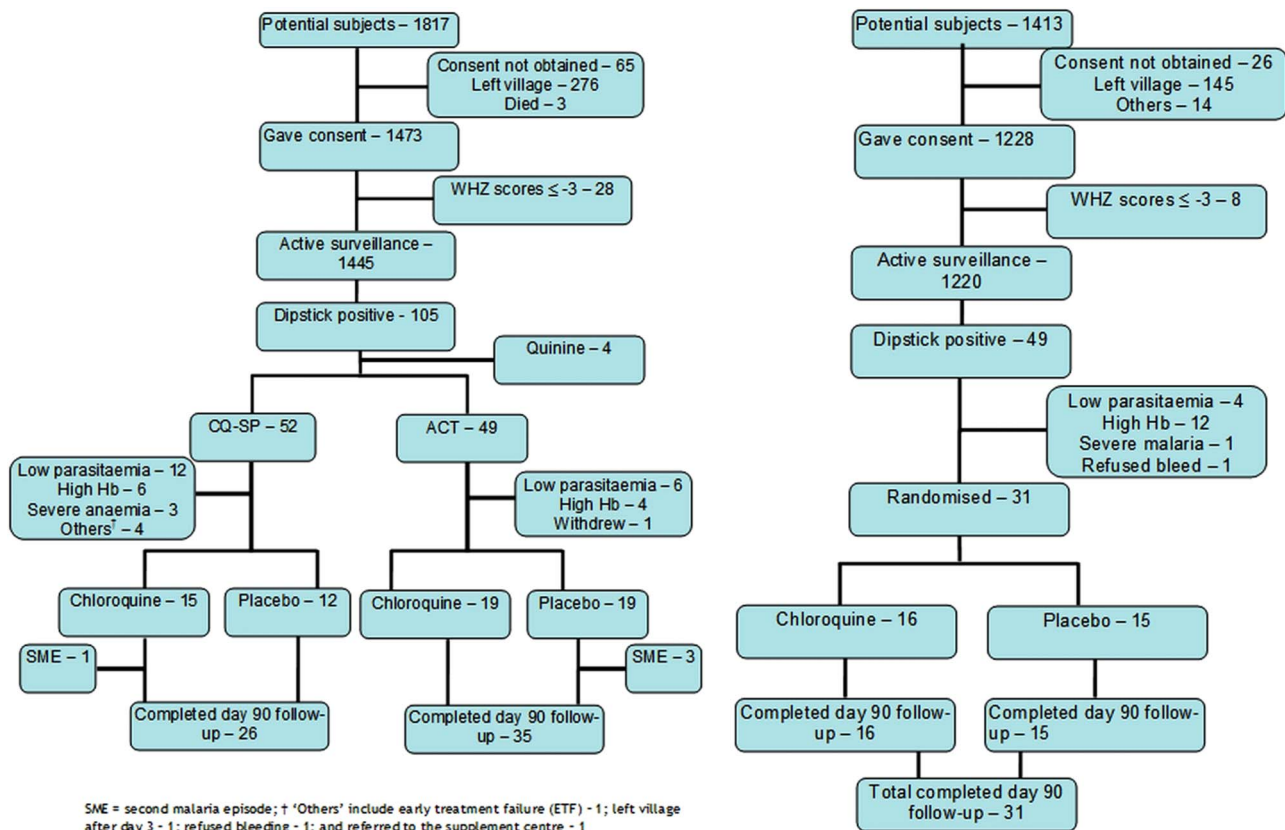 Potential subjects – 1817
Consent not obtained – 65
Left village – 276
Died – 3
Gave consent – 1473
WHZ scores ≤ -3 – 28
Active surveillance –
1445
Dipstick positive - 105
Quinine – 4
CQ-SP – 52
ACT – 49
Low parasitaemia – 12
High Hb – 6
Severe anaemia – 3
Others† – 4
Low parasitaemia – 6
High Hb – 4
Withdrew – 1
Chloroquine – 15
Placebo – 12
Chloroquine – 19
Placebo – 19
SME – 1
SME – 3
Completed day 90 follow-
up – 26
Completed day 90 follow-
up – 35
SME = second malaria episode; † ‘Others’ include early treatment failure (ETF) - 1; left village
after day 3 - 1; refused bleeding - 1; and referred to the supplement centre - 1
Potential subjects – 1413
Consent not obtained – 26
Left village – 145
Others – 14
Gave consent – 1228
WHZ scores ≤ -3 – 8
Active surveillance –
1220
Dipstick positive – 49
Low parasitaemia – 4
High Hb – 12
Severe malaria – 1
Refused bleed – 1
Randomised – 31
Chloroquine – 16
Placebo – 15
Completed day 90 follow-
up – 16
Completed day 90 follow-
up – 15
Total completed day 90
follow-up – 31